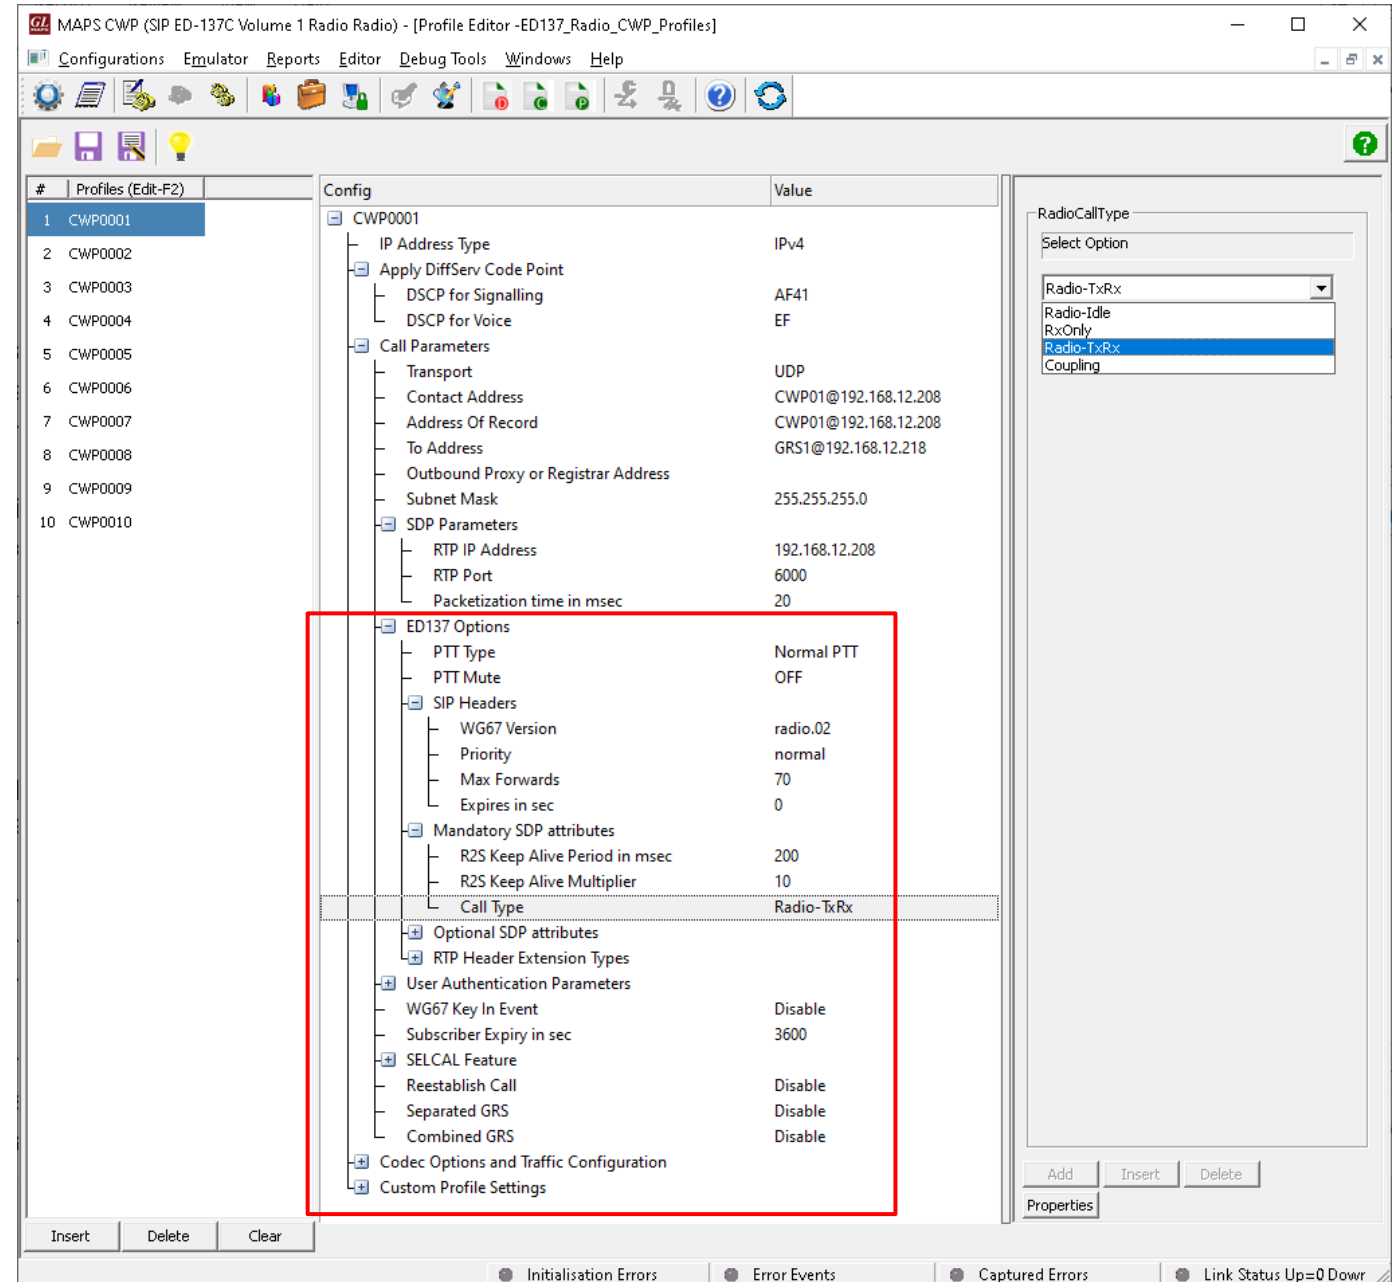 GL MAPS CWP (SIP ED-137C Volume 1 Radio Radio) - [Profile Editor -ED137_Radio_CWP_Profiles]
Configurations Emulator Reports Editor Debug Tools Windows Help
# Profiles (Edit-F2)
1 CWP0001
2 CWP0002
3 CWP0003
4 CWP0004
5 CWP0005
6 CWP0006
7 CWP0007
8 CWP0008
9 CWP0009
10 CWP0010
Insert Delete Clear
Config Value
CWP0001
IP Address Type IPv4
Apply DiffServ Code Point
DSCP for Signalling AF41
DSCP for Voice EF
Call Parameters
Transport UDP
Contact Address CWP01@192.168.12.208
Address Of Record CWP01@192.168.12.208
To Address GRS1@192.168.12.218
Outbound Proxy or Registrar Address
Subnet Mask 255.255.255.0
SDP Parameters
RTP IP Address 192.168.12.208
RTP Port 6000
Packetization time in msec 20
ED137 Options
PTT Type Normal PTT
PTT Mute OFF
SIP Headers
WG67 Version radio.02
Priority normal
Max Forwards 70
Expires in sec 0
Mandatory SDP attributes
R2S Keep Alive Period in msec 200
R2S Keep Alive Multiplier 10
Call Type Radio-TxRx
Optional SDP attributes
RTP Header Extension Types
User Authentication Parameters
WG67 Key In Event Disable
Subscriber Expiry in sec 3600
SELCAL Feature
Reestablish Call Disable
Separated GRS Disable
Combined GRS Disable
Codec Options and Traffic Configuration
Custom Profile Settings
RadioCallType
Select Option
Radio-TxRx
Radio-Idle
RxOnly
Radio-TxRx
Coupling
Add Insert Delete
Properties
Initialisation Errors Error Events Captured Errors Link Status Up=0 Dowr